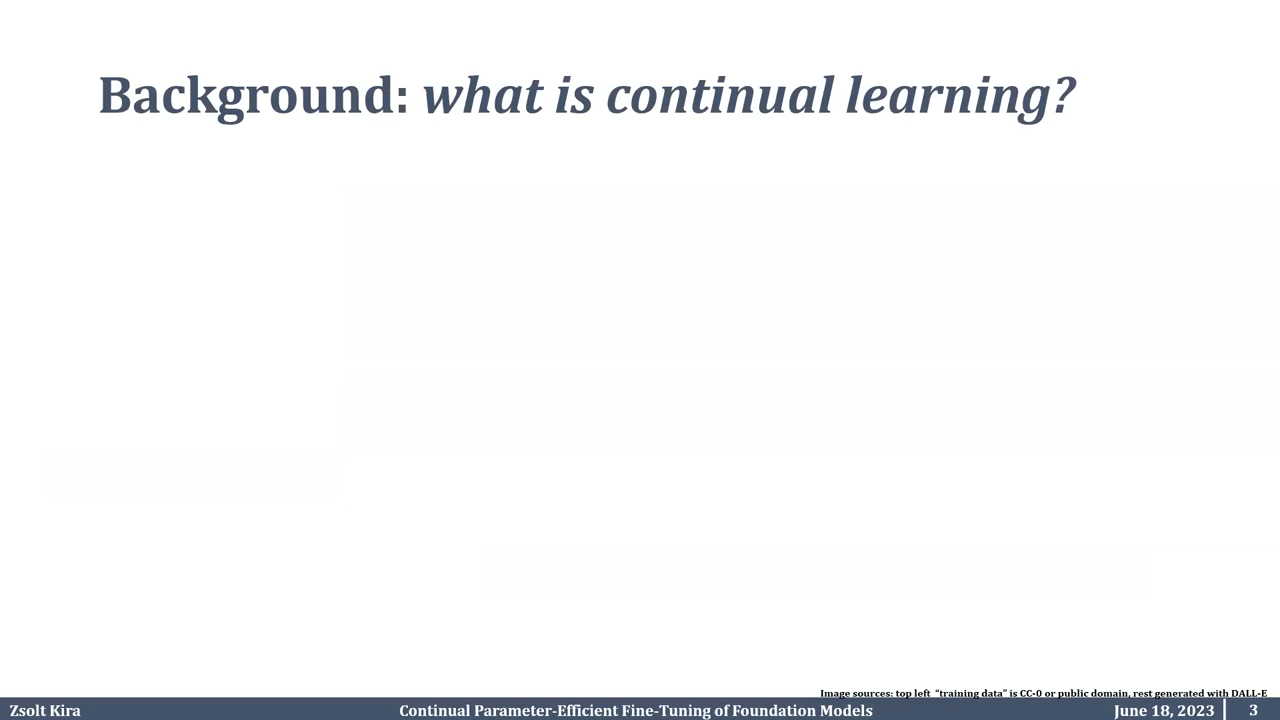 Background: what is continual learning?
Image sources: top left “training data” is CC-0 or public domain, rest generated with DALL-E
Zsolt Kira
Continual Parameter-Efficient Fine-Tuning of Foundation Models
June 18, 2023
3